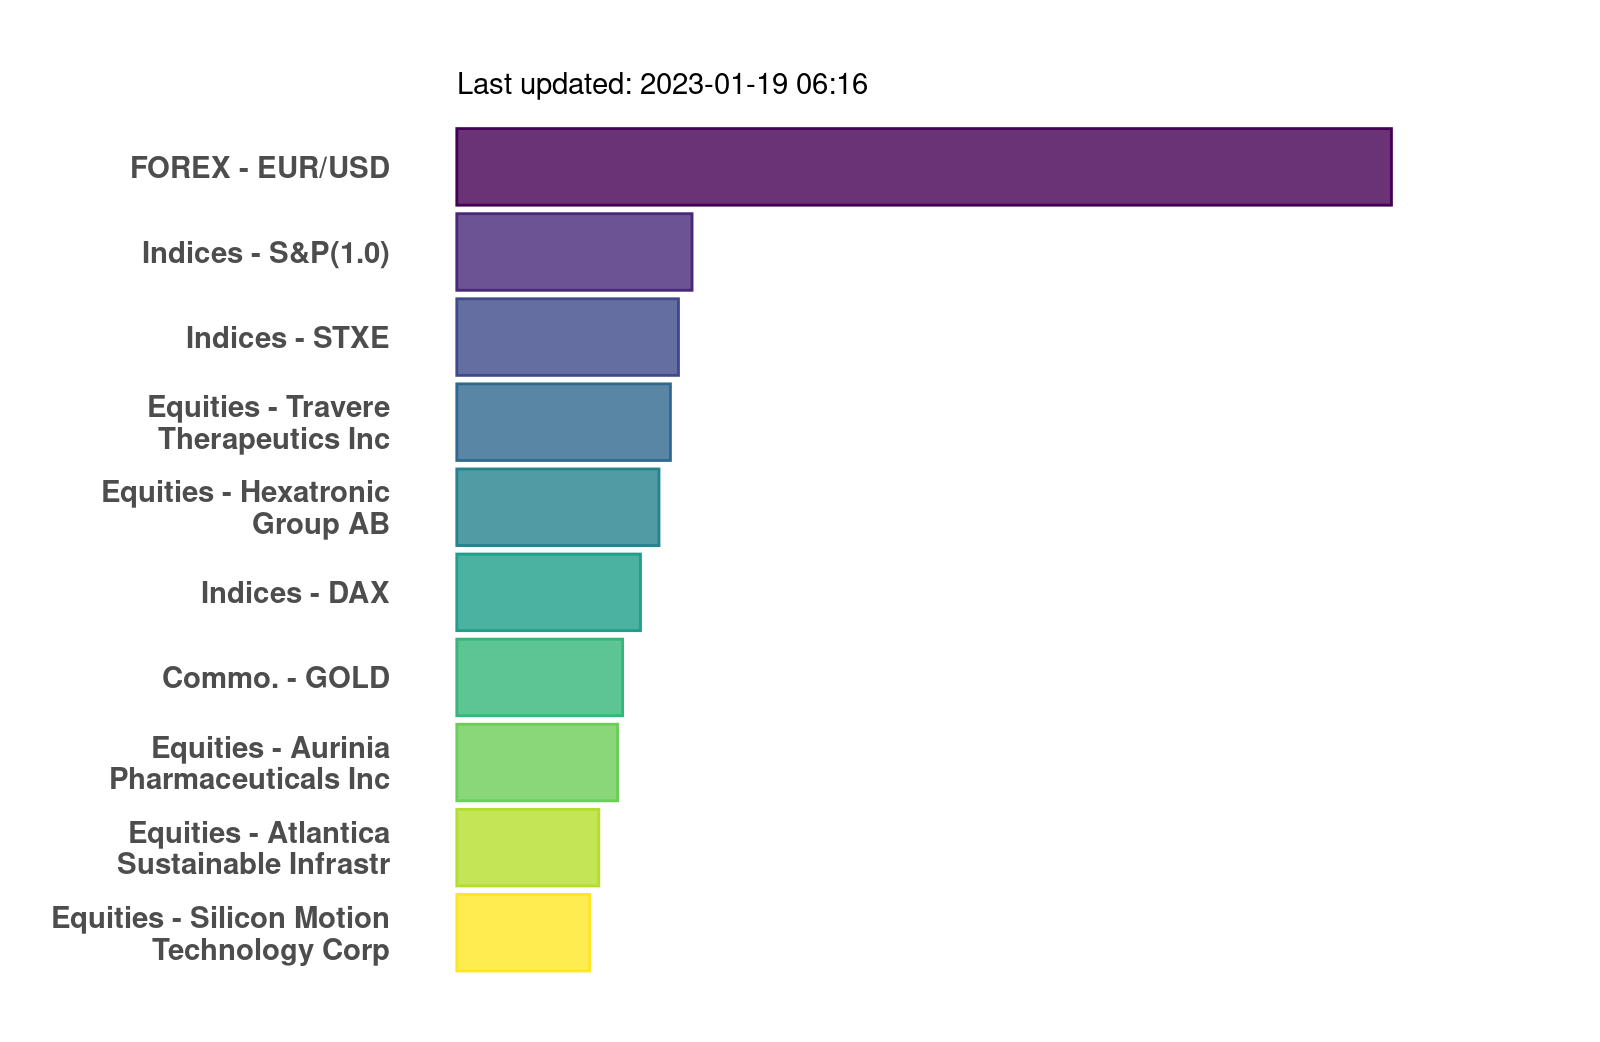 Last updated: 2023-01-19 06:16
FOREX - EUR/USD
Indices - S&P(1.0)
Indices - STXE
Equities - Travere
Therapeutics Inc
Equities - Hexatronic
Group AB
Indices - DAX
Commo. - GOLD
Equities - Aurinia
Pharmaceuticals Inc
Equities - Atlantica
Sustainable Infrastr
Equities - Silicon Motion
Technology Corp